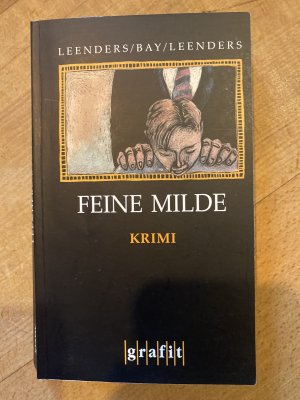 LEENDERS/BAY/LEENDERS
FEINE MILDE
KRIMI
grafit